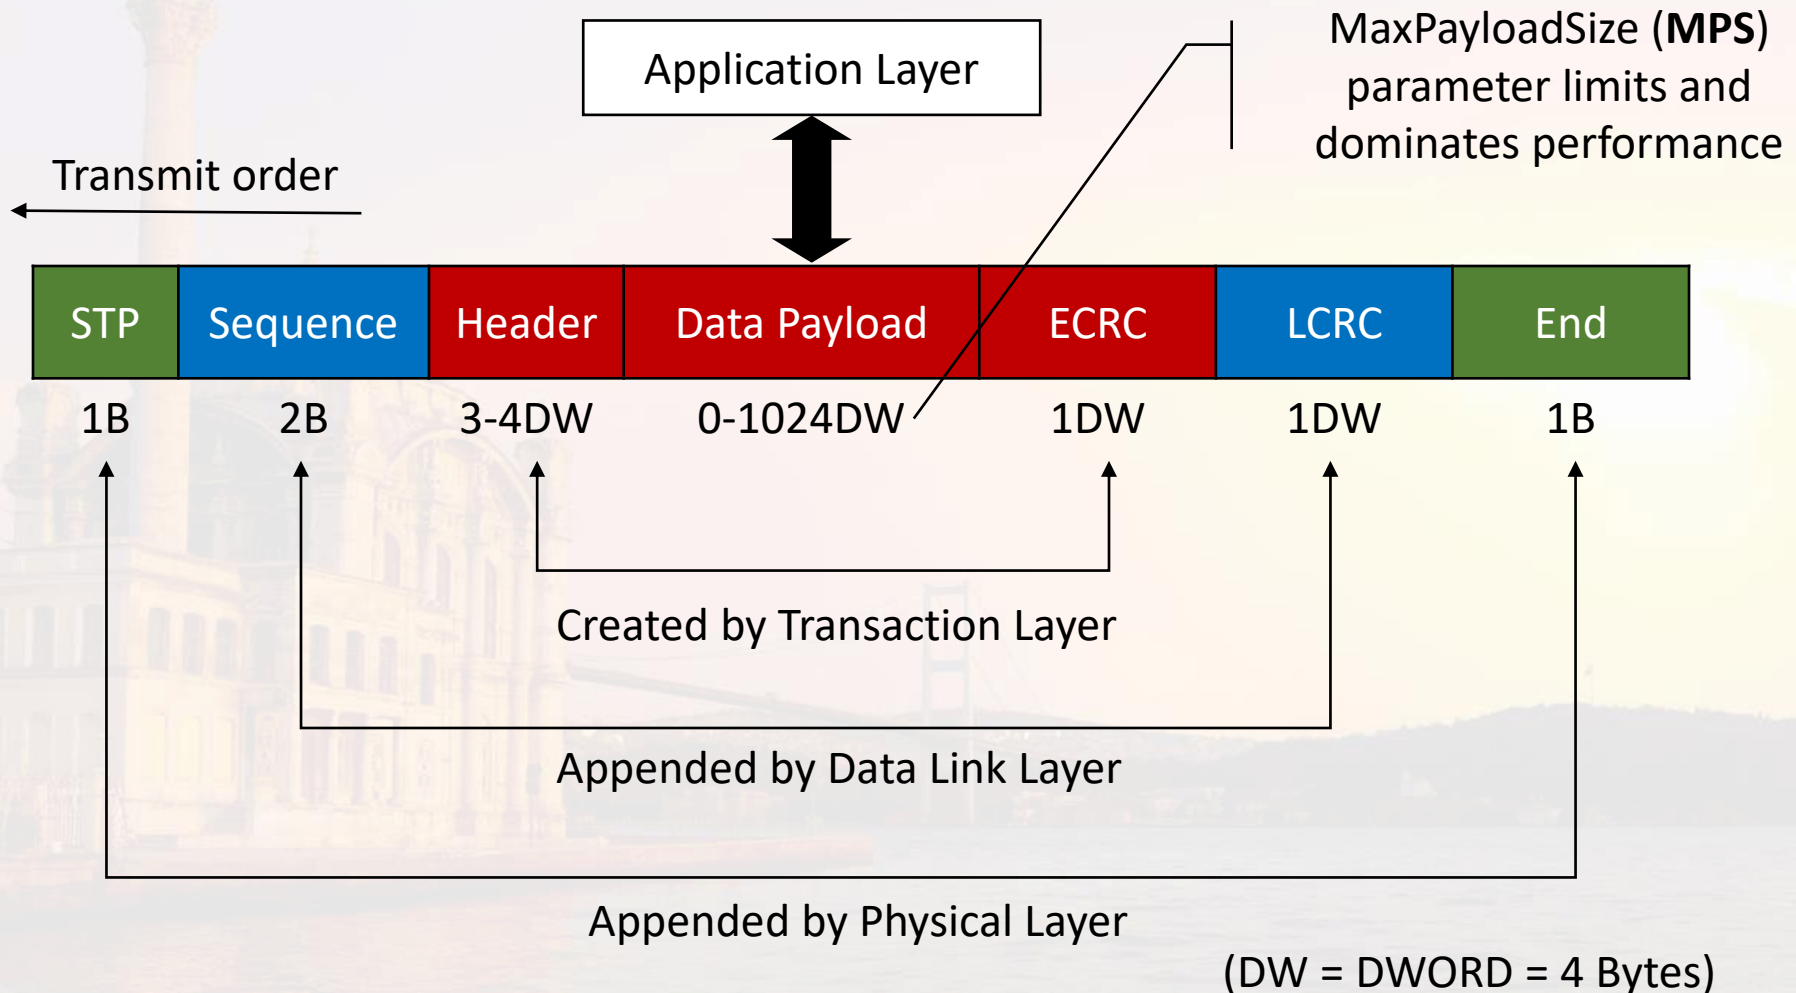 Application Layer
MaxPayloadSize (MPS)
parameter limits and
dominates performance
Transmit order
STP Sequence Header Data Payload ECRC LCRC End
1B 2B 3-4DW 0-1024DW 1DW 1DW 1B
Created by Transaction Layer
Appended by Data Link Layer
Appended by Physical Layer
(DW = DWORD = 4 Bytes)